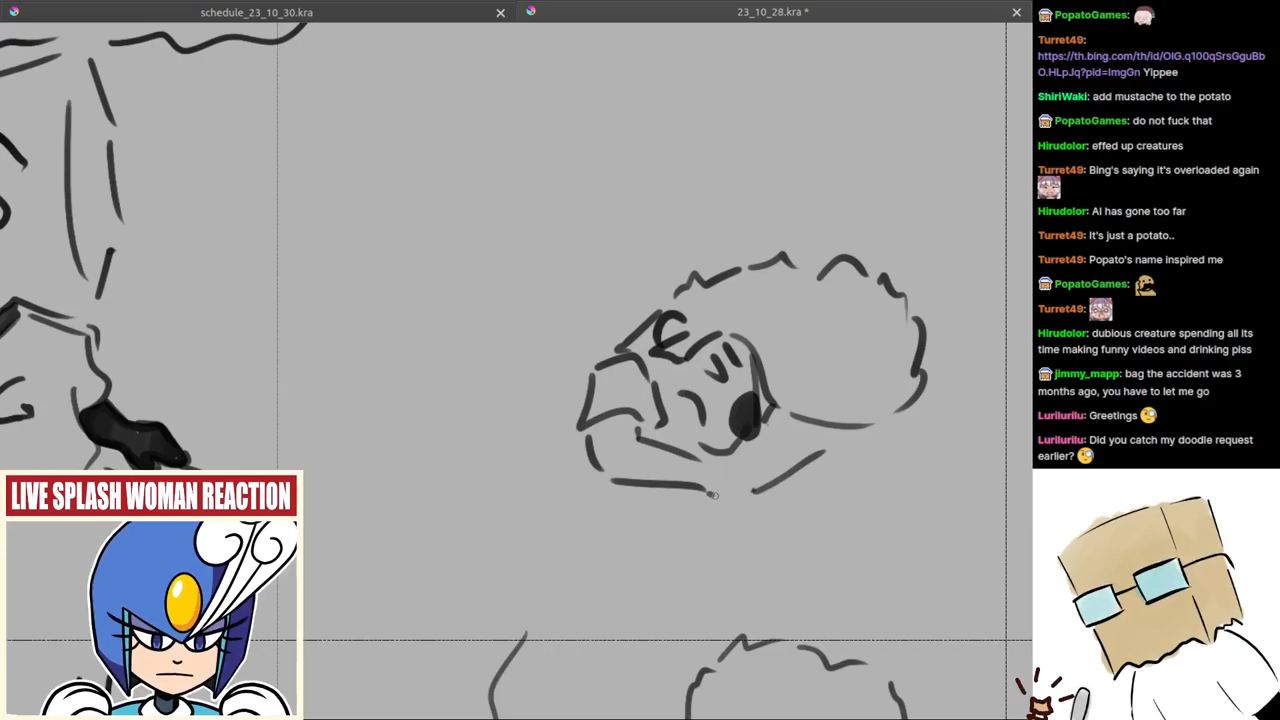 schedule_23_10_30.kra
23_10_28.kra *
PopatoGames:
Turret49:
https://th.bing.com/th/id/OIG.q100qSrsGguBb
O.HLpJq?pid=ImgGn Yippee
ShiriWaki: add mustache to the potato
PopatoGames: do not fuck that
Hirudolor: effed up creatures
Turret49: Bing's saying it's overloaded again
Hirudolor: AI has gone too far
Turret49: It's just a potato..
Turret49: Popato's name inspired me
PopatoGames:
Turret49:
Hirudolor: dubious creature spending all its
time making funny videos and drinking piss
jimmy_mapp: bag the accident was 3
months ago, you have to let me go
Lurilurilu: Greetings
Lurilurilu: Did you catch my doodle request
earlier?
LIVE SPLASH WOMAN REACTION